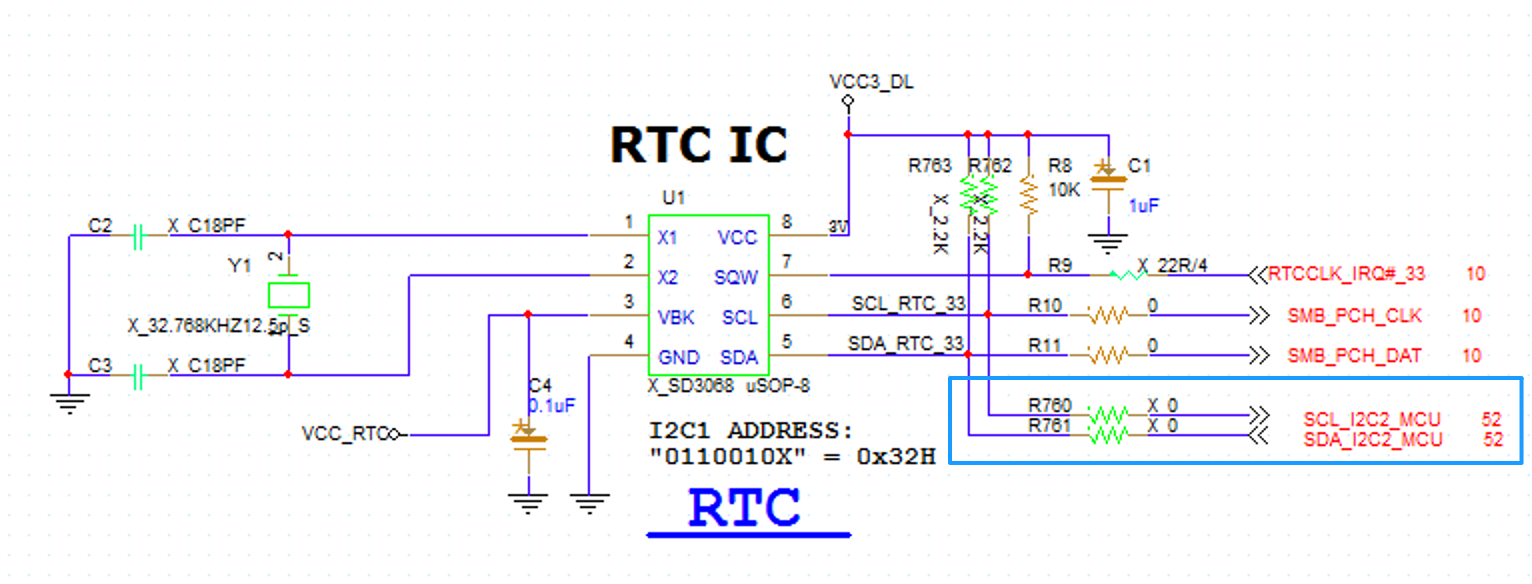 VCC3_DL
RTC IC
R763
R762
R8
10K
C1
1uF
X_2.2K
X_2.2K
U1
C2
X_C18PF
1
X1
VCC
8
3V
Y1
2
2
X2
SQW
7
R9
X_22R/4
RTCCLK_IRQ#_33
10
X_32.768KHZ12.5p_S
1
3
VBK
SCL
6
SCL_RTC_33
R10
0
SMB_PCH_CLK
10
C3
X_C18PF
4
GND
SDA
5
SDA_RTC_33
R11
0
SMB_PCH_DAT
10
X_SD3068 uSOP-8
C4
0.1uF
VCC_RTC
I2C1 ADDRESS:
"0110010X" = 0x32H
R760
X_0
SCL_I2C2_MCU
52
R761
X_0
SDA_I2C2_MCU
52
RTC